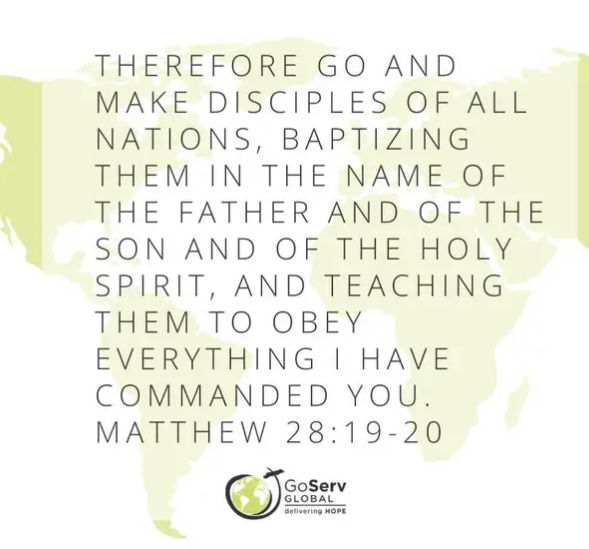 THEREFORE GO AND
MAKE DISCIPLES OF ALL
NATIONS, BAPTIZING
THEM IN THE NAME OF
THE FATHER AND OF THE
SON AND OF THE HOLY
SPIRIT, AND TEACHING
THEM TO OBEY
EVERYTHING I HAVE
COMMANDED YOU.
MATTHEW 28:19-20
GoServ
GLOBAL
delivering HOPE